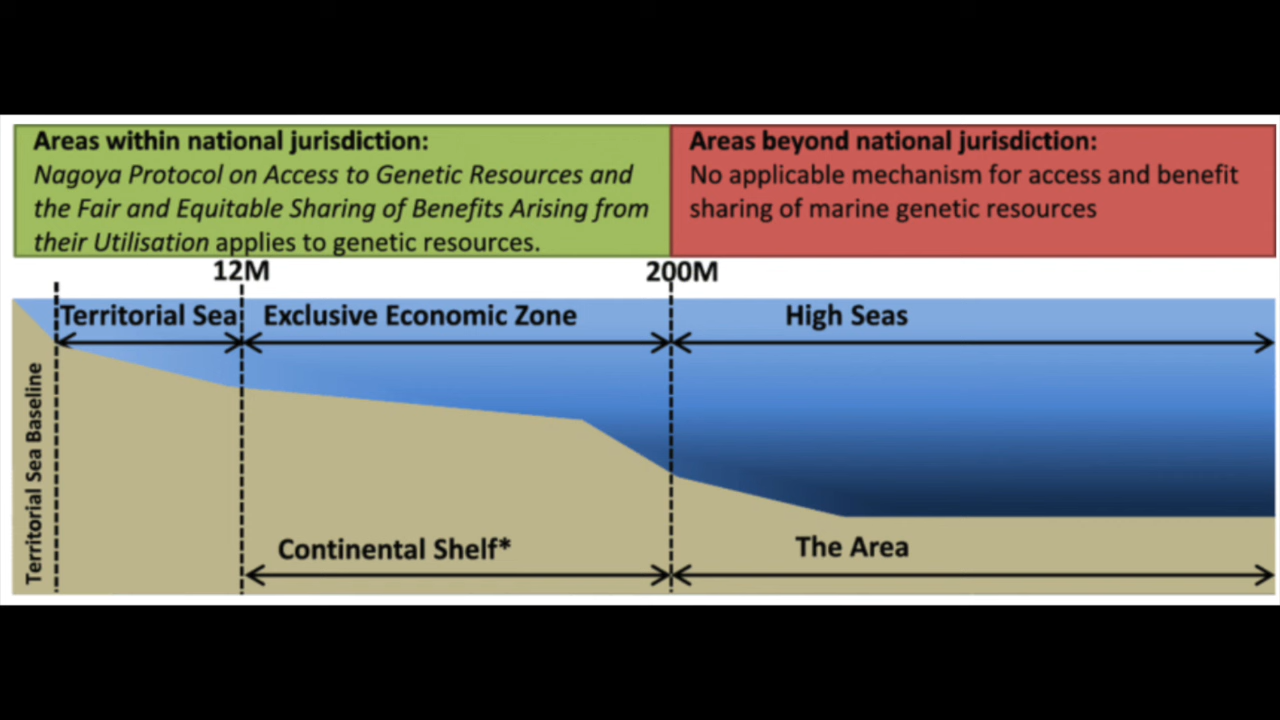 Areas within national jurisdiction:
Nagoya Protocol on Access to Genetic Resources and
the Fair and Equitable Sharing of Benefits Arising from
their Utilisation applies to genetic resources.
Areas beyond national jurisdiction:
No applicable mechanism for access and benefit
sharing of marine genetic resources
12M
200M
Territorial Sea
Exclusive Economic Zone
High Seas
Territorial Sea Baseline
Continental Shelf*
The Area